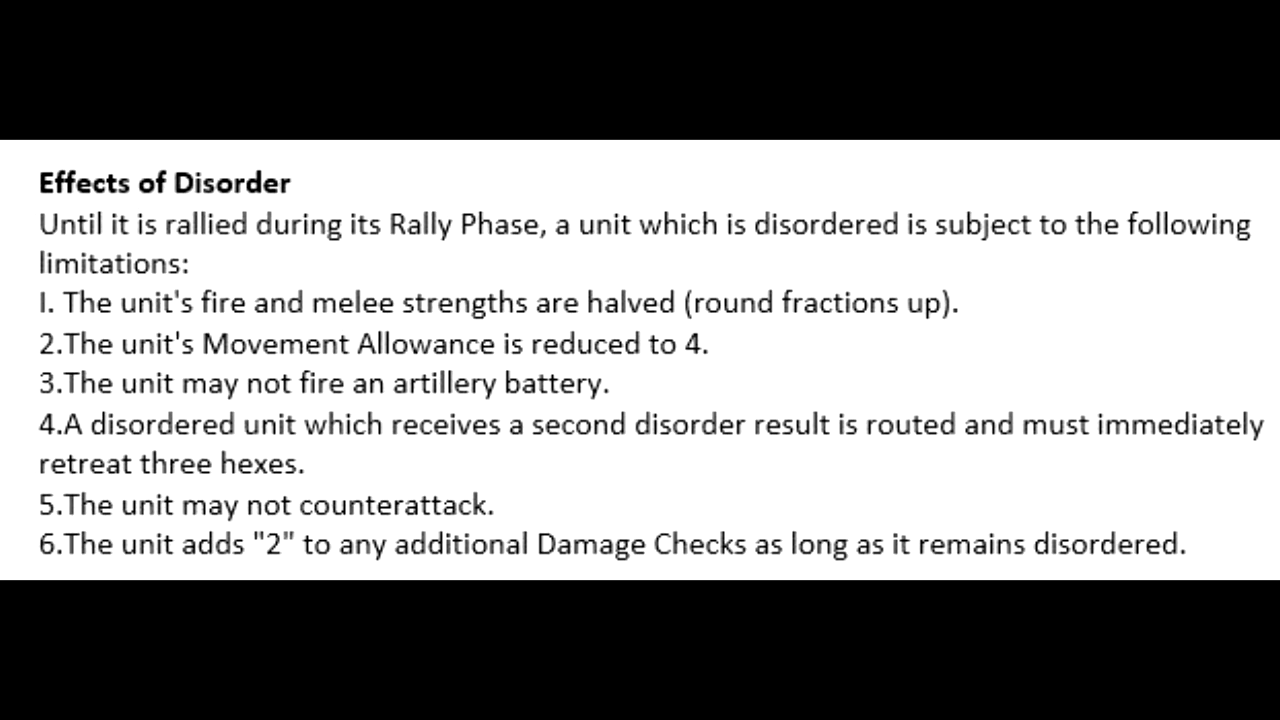 Effects of Disorder
Until it is rallied during its Rally Phase, a unit which is disordered is subject to the following
limitations:
I. The unit's fire and melee strengths are halved (round fractions up).
2.The unit's Movement Allowance is reduced to 4.
3.The unit may not fire an artillery battery.
4.A disordered unit which receives a second disorder result is routed and must immediately
retreat three hexes.
5.The unit may not counterattack.
6.The unit adds "2" to any additional Damage Checks as long as it remains disordered.